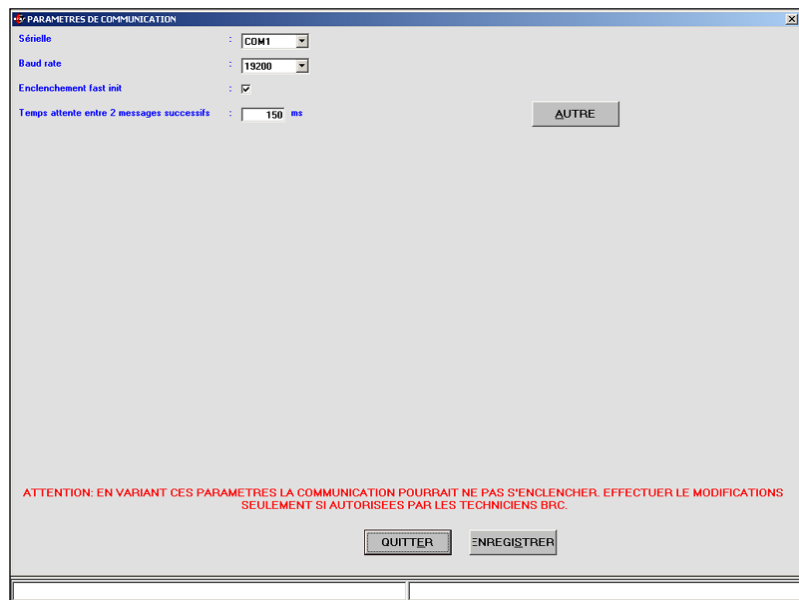 PARAMETRES DE COMMUNICATION
Sérielle : COM1
Baud rate : 19200
Enclenchement fast init :
Temps attente entre 2 messages successifs : 150 ms
AUTRE
ATTENTION: EN VARIANT CES PARAMETRES LA COMMUNICATION POURRAIT NE PAS S'ENCLENCHER. EFFECTUER LE MODIFICATIONS
SEULEMENT SI AUTORISEES PAR LES TECHNICIENS BRC.
QUITTER ENREGISTRER